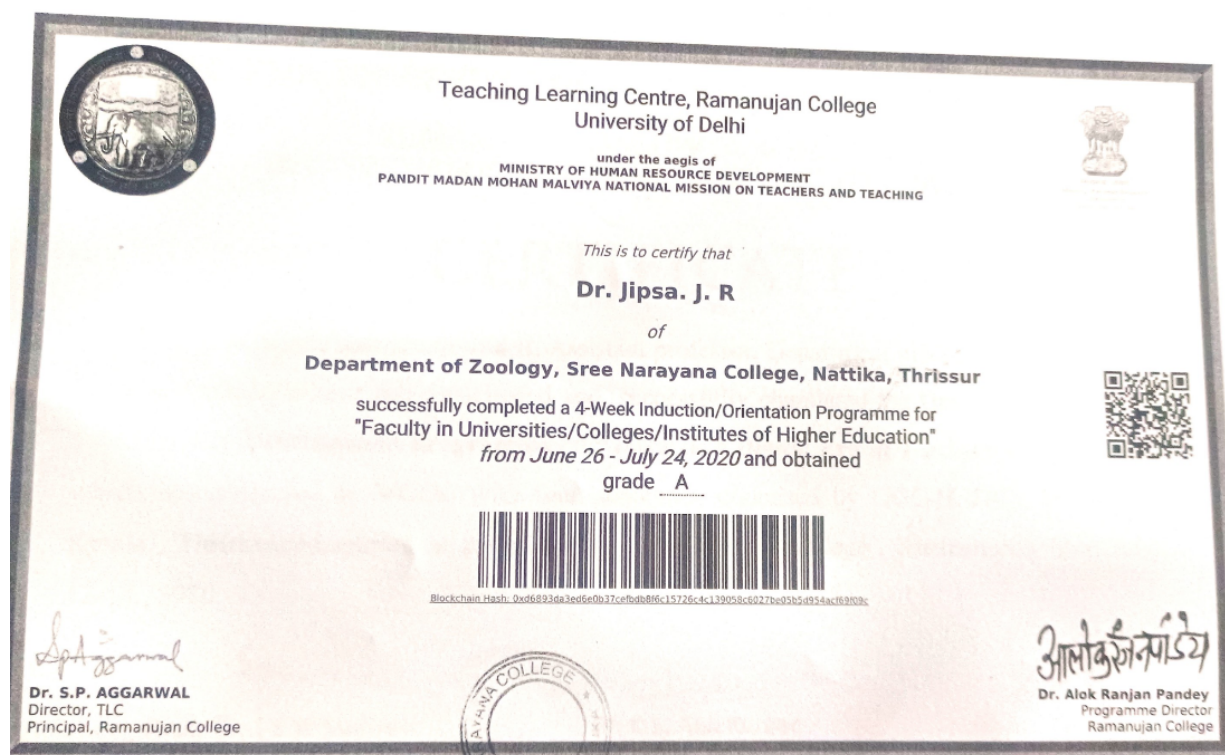 Teaching Learning Centre, Ramanujan College
University of Delhi
under the aegis of
MINISTRY OF HUMAN RESOURCE DEVELOPMENT
PANDIT MADAN MOHAN MALVIYA NATIONAL MISSION ON TEACHERS AND TEACHING
This is to certify that
Dr. Jipsa. J. R
of
Department of Zoology, Sree Narayana College, Nattika, Thrissur
successfully completed a 4-Week Induction/Orientation Programme for
"Faculty in Universities/Colleges/Institutes of Higher Education"
from June 26 - July 24, 2020 and obtained
grade A
Blockchain Hash:
SpAggarwal
Dr. S.P. AGGARWAL
Director, TLC
Principal, Ramanujan College
AYANA COLLEGE
आलोक रंजन पांडेय
Dr. Alok Ranjan Pandey
Programme Director
Ramanujan College